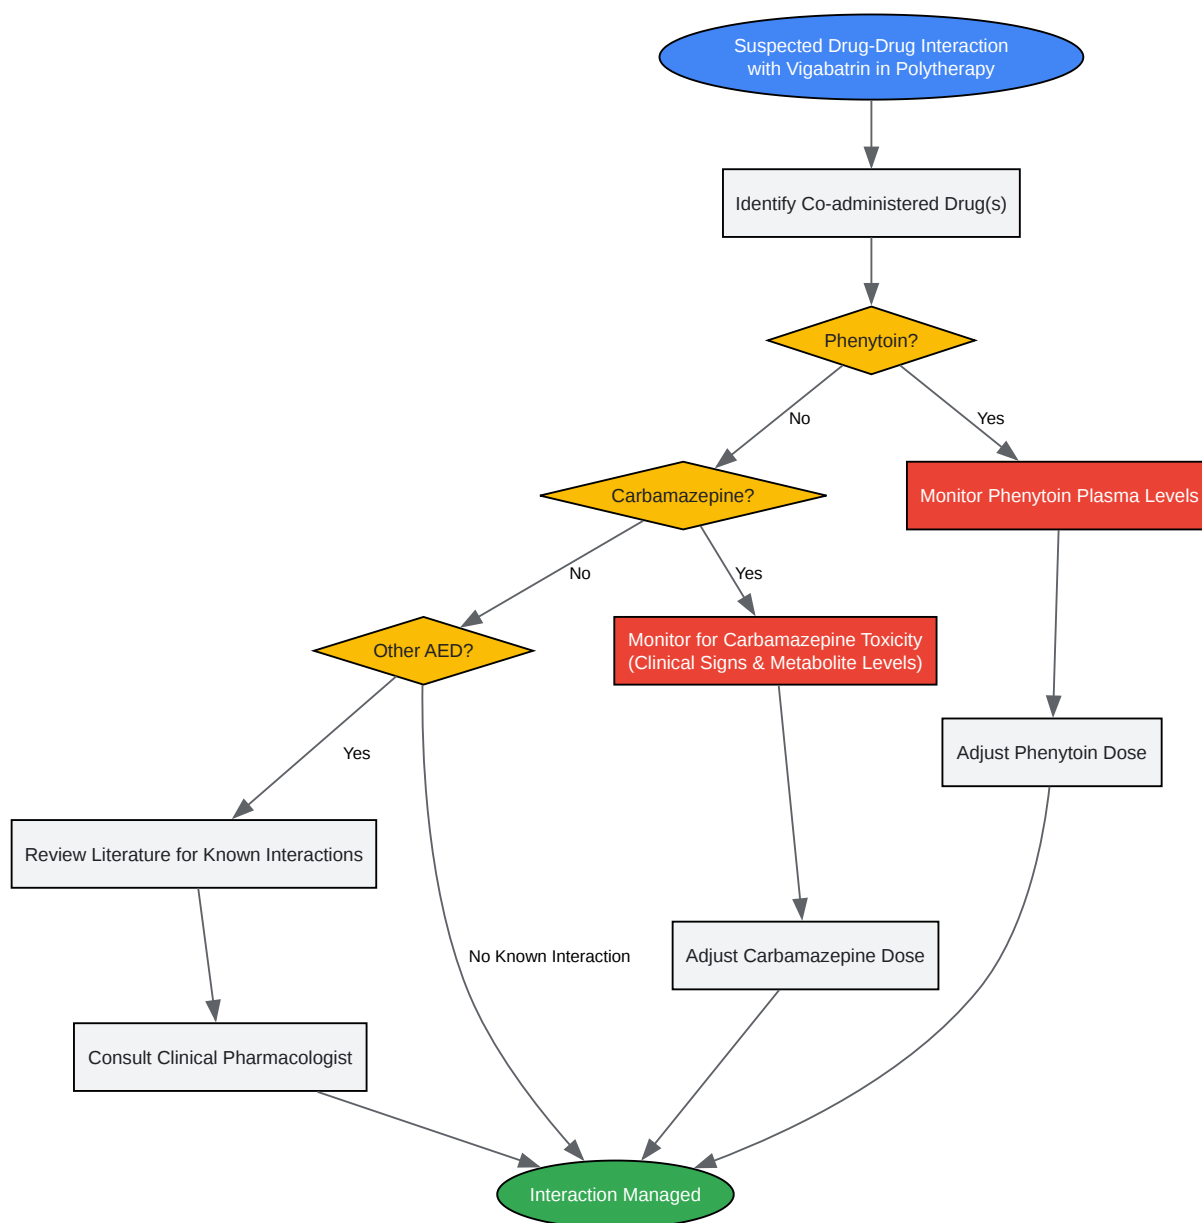 Suspected Drug-Drug Interaction
with Vigabatrin in Polytherapy
Identify Co-administered Drug(s)
Phenytoin?
No
Yes
Carbamazepine?
Monitor Phenytoin Plasma Levels
No
Yes
Other AED?
Monitor for Carbamazepine Toxicity
(Clinical Signs & Metabolite Levels)
Yes
Adjust Phenytoin Dose
Review Literature for Known Interactions
No Known Interaction
Adjust Carbamazepine Dose
Consult Clinical Pharmacologist
Interaction Managed